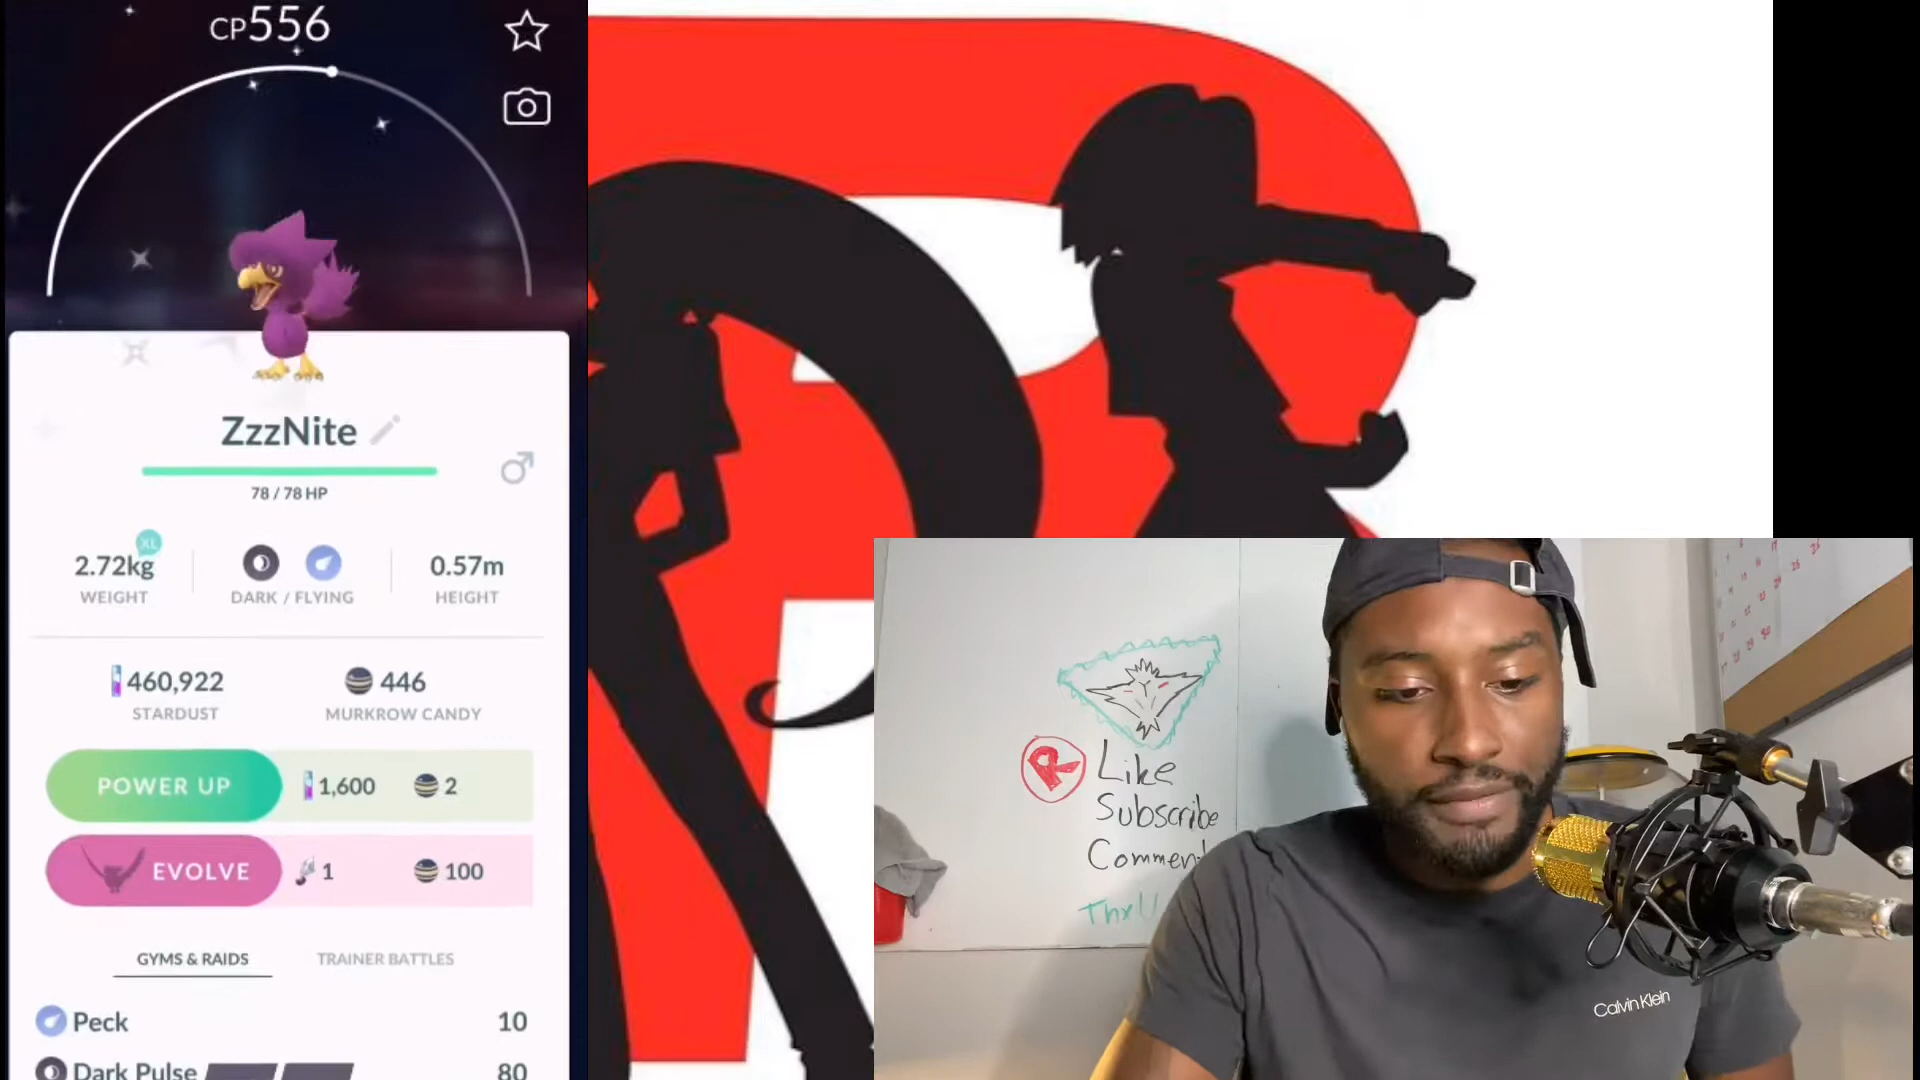 CP556
ZzzNite
78 / 78 HP
XL
2.72kg
WEIGHT
DARK / FLYING
0.57m
HEIGHT
460,922
STARDUST
446
MURKROW CANDY
POWER UP
1,600
2
EVOLVE
1
100
GYMS & RAIDS
TRAINER BATTLES
Peck
10
Dark Pulse
80
R
Like
Subscribe
Comment
Calvin Klein